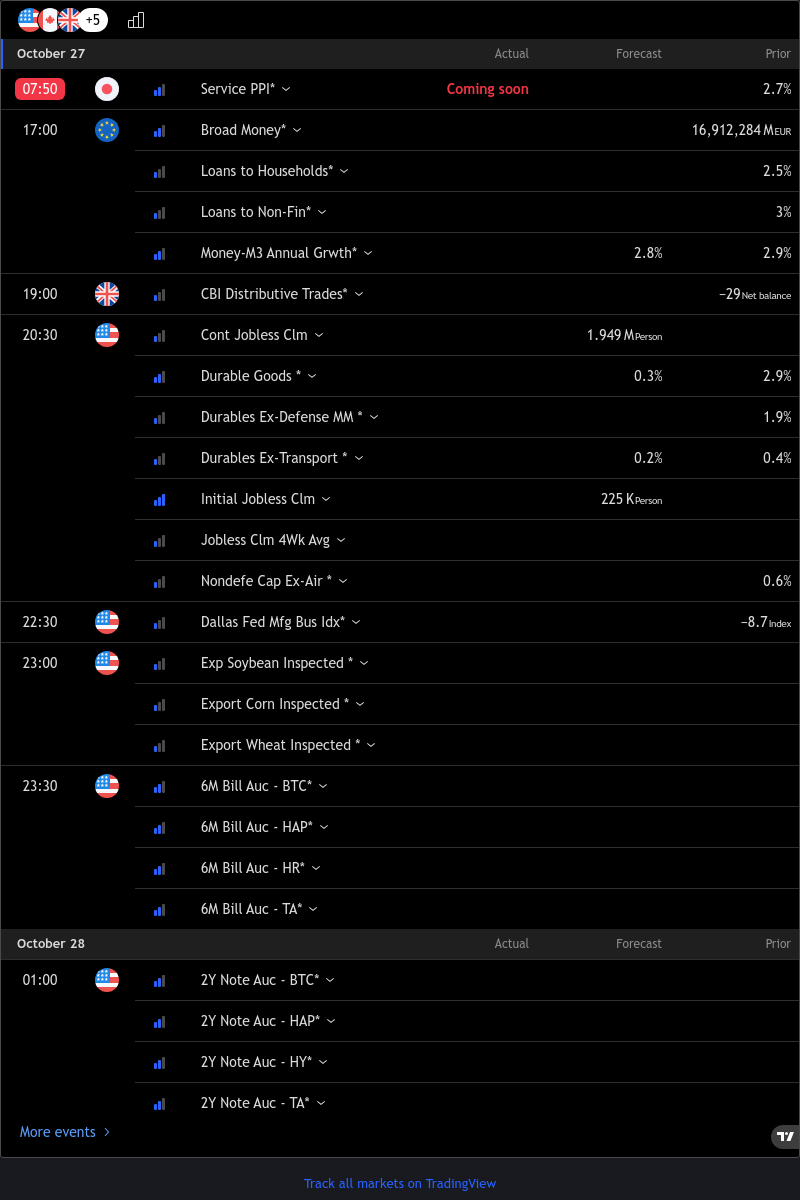 +5
October 27 Actual Forecast Prior
07:50 Service PPI* Coming soon 2.7%
17:00 Broad Money* 16,912,284 M EUR
Loans to Households* 2.5%
Loans to Non-Fin* 3%
Money-M3 Annual Grwth* 2.8% 2.9%
19:00 CBI Distributive Trades* −29 Net balance
20:30 Cont Jobless Clm 1.949 M Person
Durable Goods * 0.3% 2.9%
Durables Ex-Defense MM * 1.9%
Durables Ex-Transport * 0.2% 0.4%
Initial Jobless Clm 225 K Person
Jobless Clm 4Wk Avg
Nondefe Cap Ex-Air * 0.6%
22:30 Dallas Fed Mfg Bus Idx* −8.7 Index
23:00 Exp Soybean Inspected *
Export Corn Inspected *
Export Wheat Inspected *
23:30 6M Bill Auc - BTC*
6M Bill Auc - HAP*
6M Bill Auc - HR*
6M Bill Auc - TA*
October 28 Actual Forecast Prior
01:00 2Y Note Auc - BTC*
2Y Note Auc - HAP*
2Y Note Auc - HY*
2Y Note Auc - TA*
More events
Track all markets on TradingView